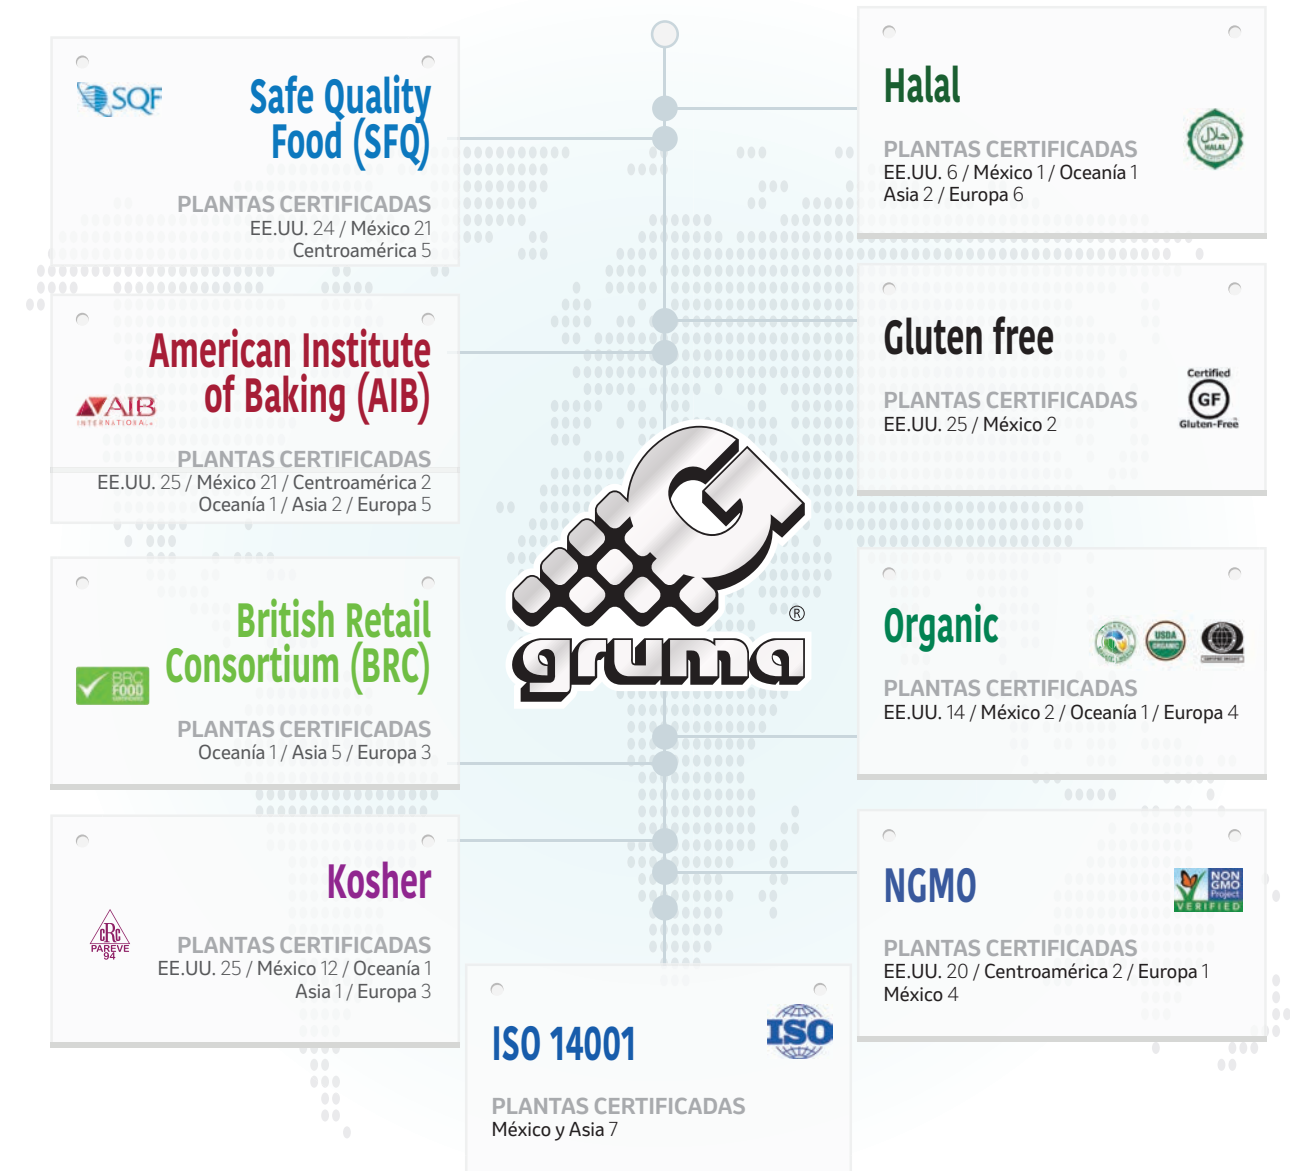 SQF
Safe Quality
Food (SFQ)
PLANTAS CERTIFICADAS
EE.UU. 24 / México 21
Centroamérica 5
AIB
INTERNATIONAL
American Institute
of Baking (AIB)
PLANTAS CERTIFICADAS
EE.UU. 25 / México 21 / Centroamérica 2
Oceanía 1 / Asia 2 / Europa 5
BRC
FOOD
British Retail
Consortium (BRC)
PLANTAS CERTIFICADAS
Oceanía 1 / Asia 5 / Europa 3
Kosher
cRc
PAREVE
94
PLANTAS CERTIFICADAS
EE.UU. 25 / México 12 / Oceanía 1
Asia 1 / Europa 3
G
®
gruma
Halal
حلال
HALAL
PLANTAS CERTIFICADAS
EE.UU. 6 / México 1 / Oceanía 1
Asia 2 / Europa 6
Gluten free
Certified
GF
Gluten-Free
PLANTAS CERTIFICADAS
EE.UU. 25 / México 2
Organic
USDA
ORGANIC
PLANTAS CERTIFICADAS
EE.UU. 14 / México 2 / Oceanía 1 / Europa 4
NGMO
NON
GMO
Project
VERIFIED
PLANTAS CERTIFICADAS
EE.UU. 20 / Centroamérica 2 / Europa 1
México 4
ISO 14001
ISO
PLANTAS CERTIFICADAS
México y Asia 7